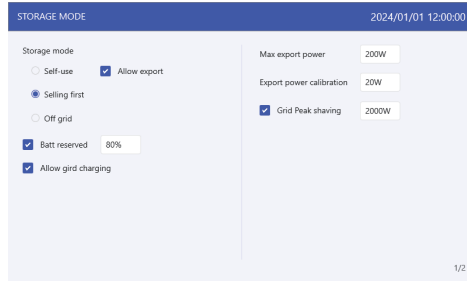 STORAGE MODE
2024/01/01 12:00:00
Storage mode
Self-use
Allow export
Selling first
Off grid
Batt reserved
80%
Allow gird charging
Max export power
200W
Export power calibration
20W
Grid Peak shaving
2000W
1/2